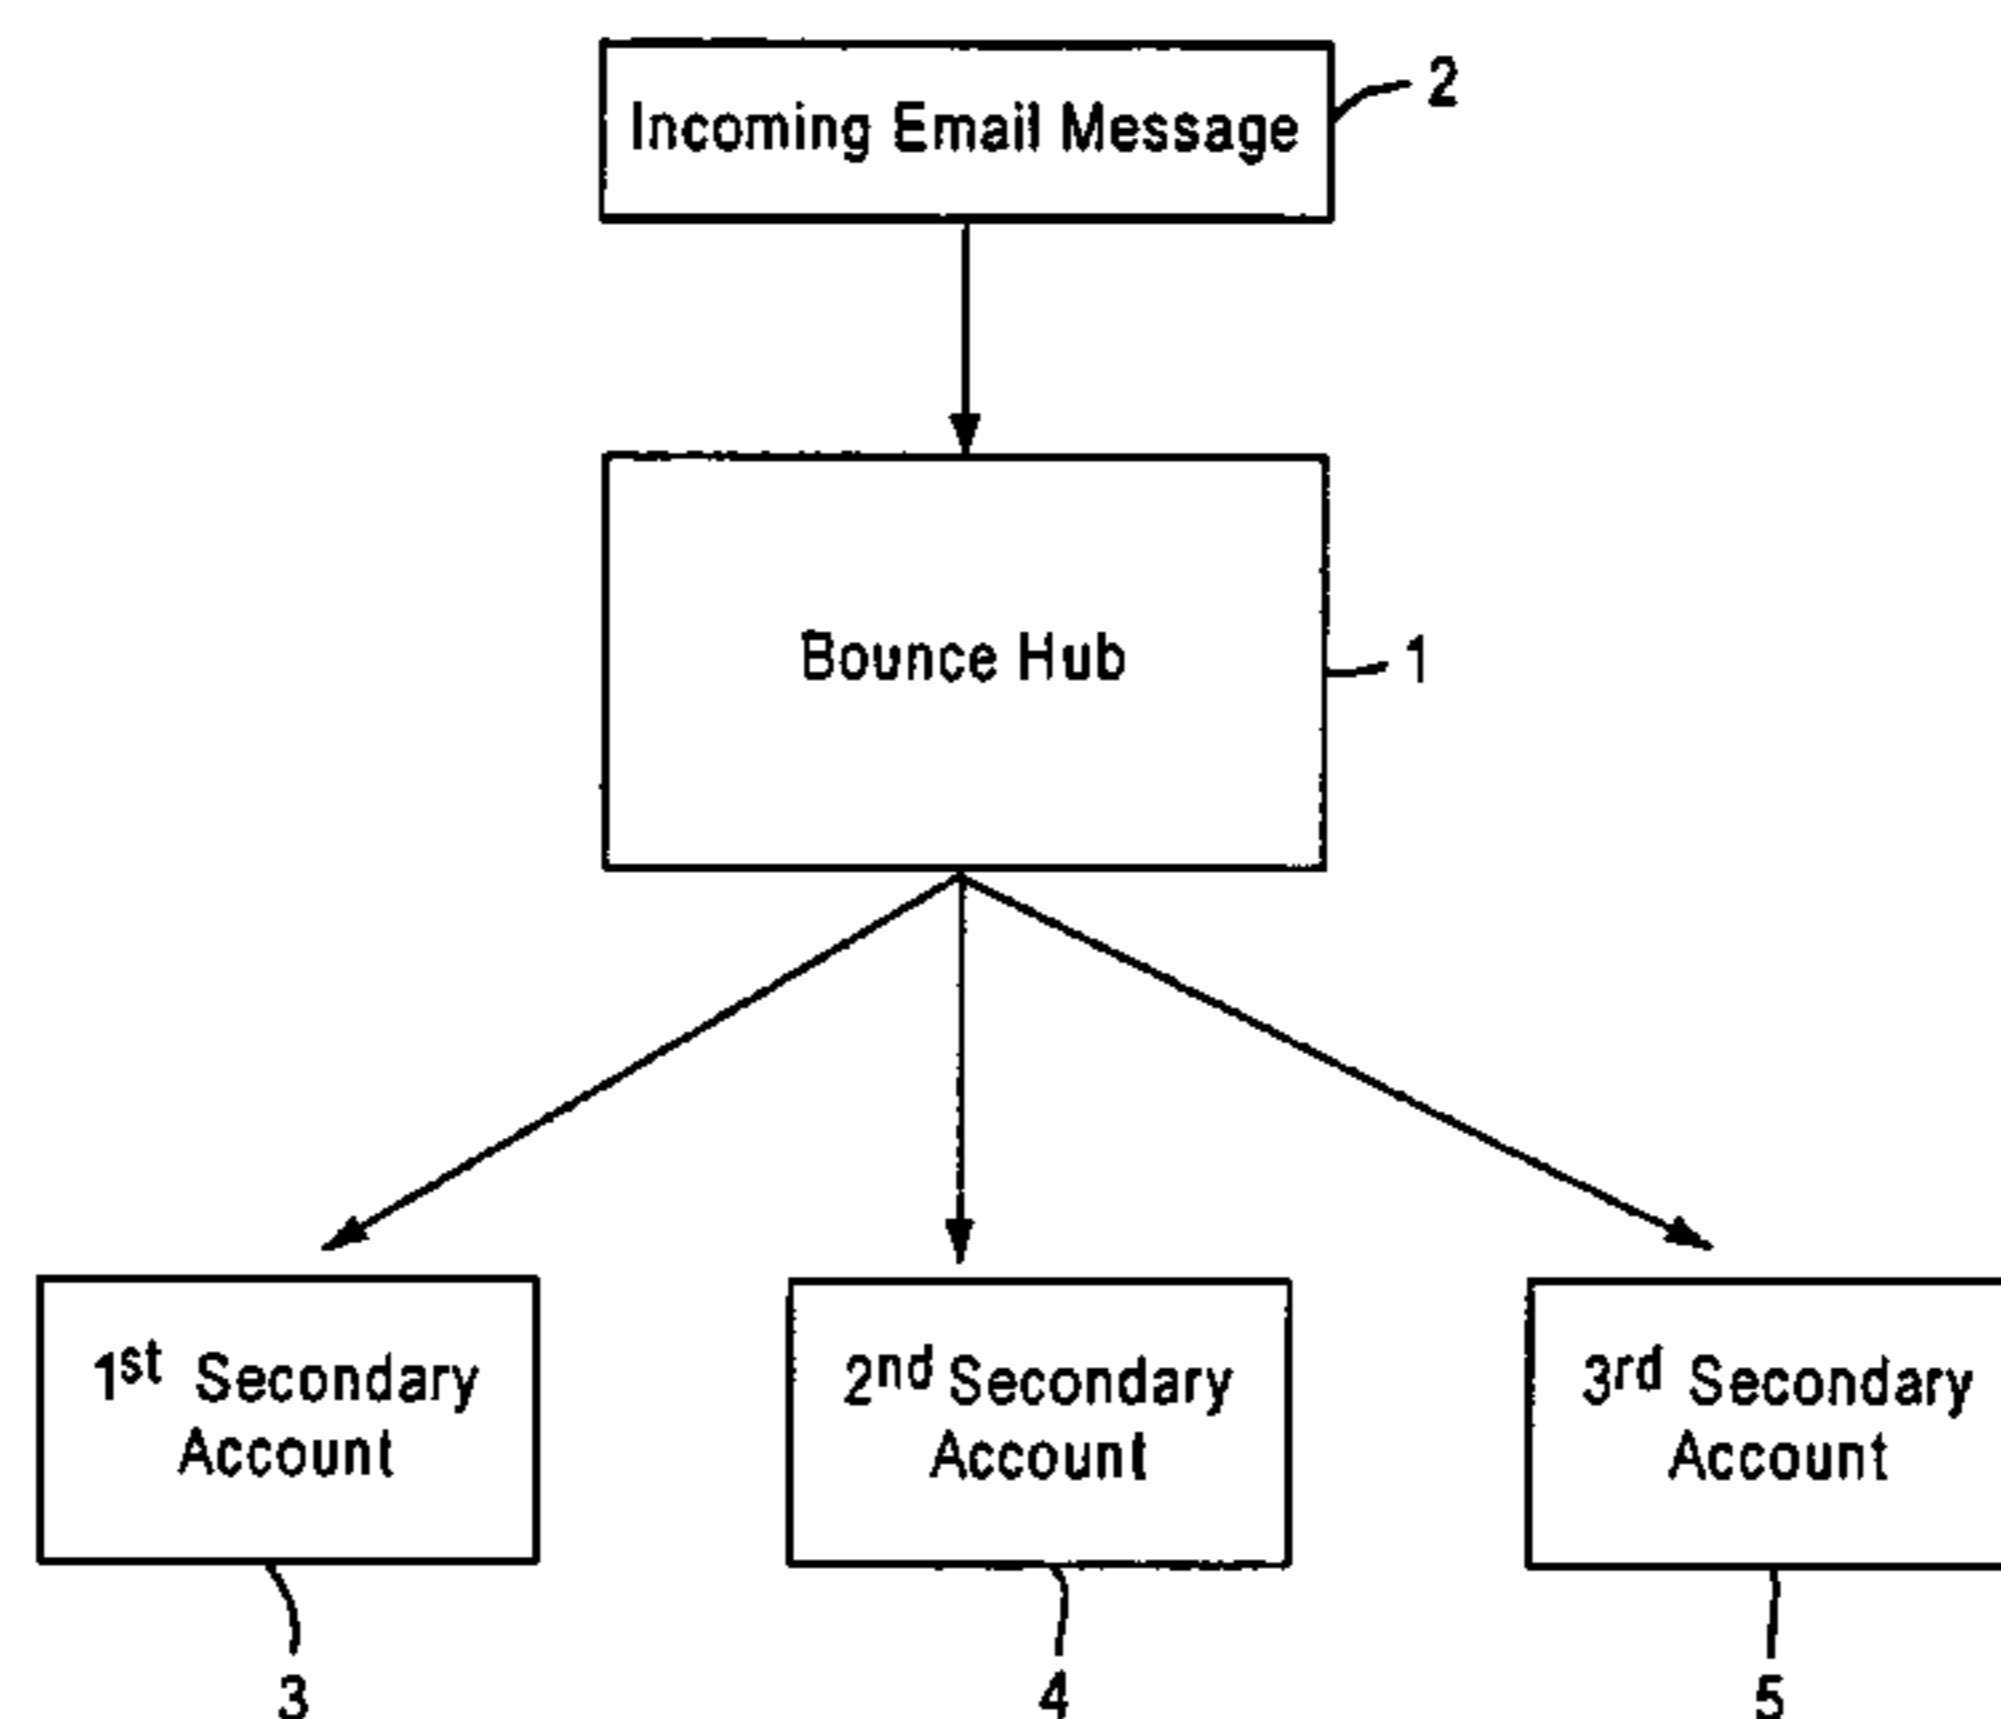 Incoming Email Message
2
Bounce Hub
1
1st Secondary
Account
2nd Secondary
Account
3rd Secondary
Account
3
4
5